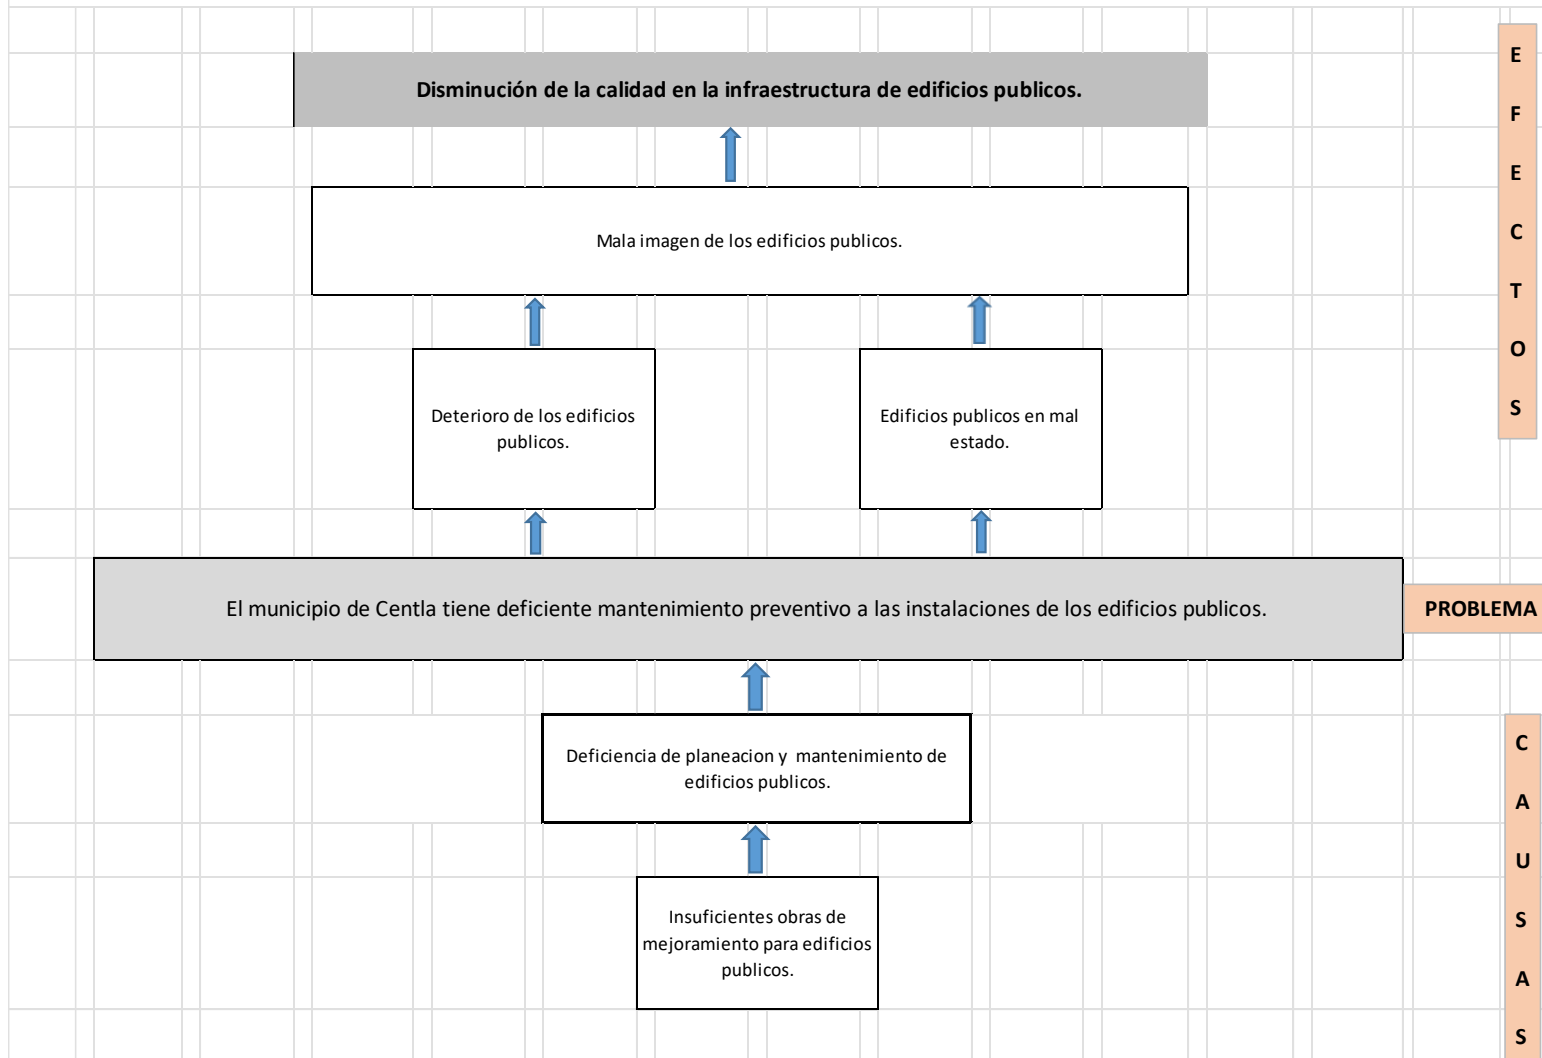 Disminución de la calidad en la infraestructura de edificios publicos.
Mala imagen de los edificios publicos.
Deterioro de los edificios
publicos.
Edificios publicos en mal
estado.
El municipio de Centla tiene deficiente mantenimiento preventivo a las instalaciones de los edificios publicos.
PROBLEMA
Deficiencia de planeacion y  mantenimiento de
edificios publicos.
Insuficientes obras de
mejoramiento para edificios
publicos.
E
F
E
C
T
O
S
C
A
U
S
A
S